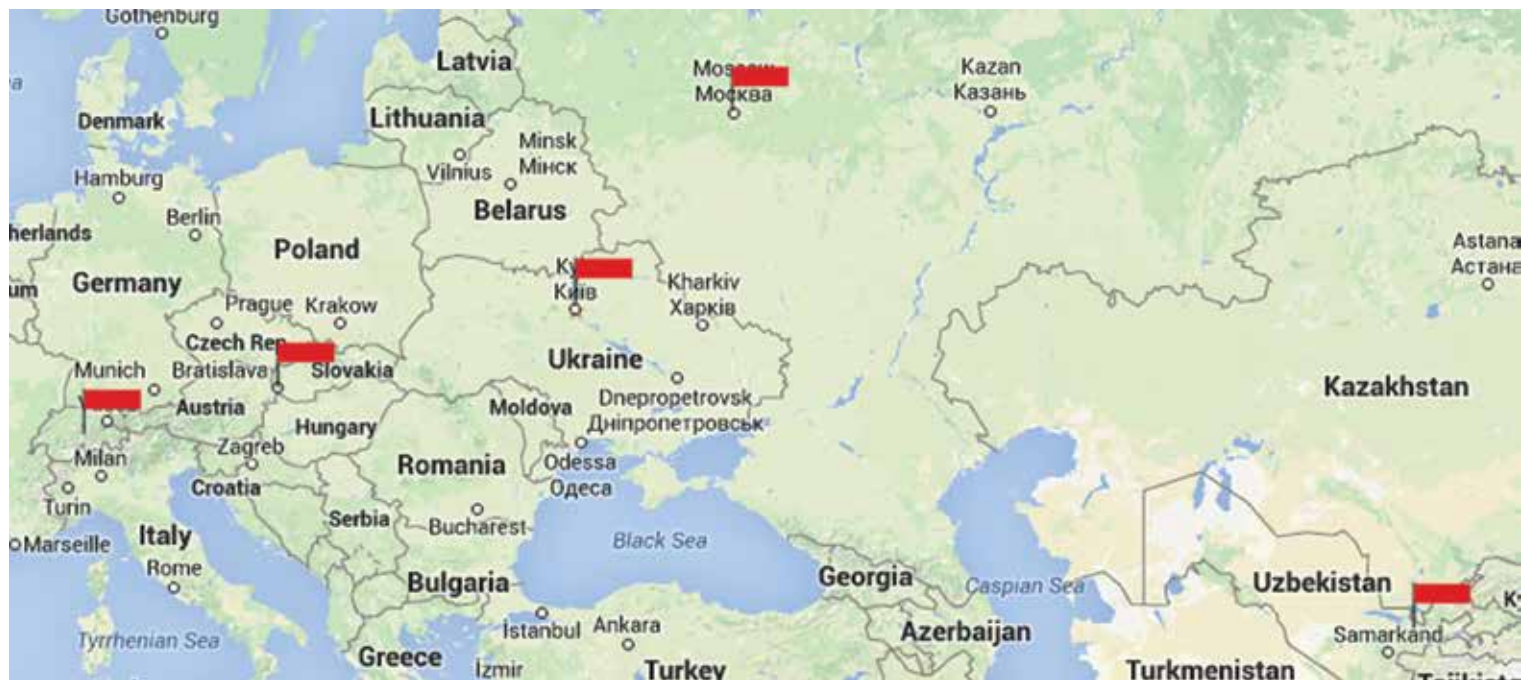 Gothenburg
Latvia
Denmark
Lithuania
Vilnius
Minsk
Мінск
Belarus
Москва
Kazan
Казань
Hamburg
Berlin
Poland
Germany
Prague
Krakow
Czech Rep
Київ
Kharkiv
Харків
Astana
Астана
Munich
Bratislava
Slovakia
Austria
Ukraine
Dnepropetrovsk
Дніпропетровськ
Kazakhstan
Hungary
Moldova
Milan
Zagreb
Romania
Odessa
Одеса
Turin
Croatia
Serbia
Bucharest
Marseille
Italy
Rome
Black Sea
Bulgaria
Georgia
Caspian Sea
Uzbekistan
Tyrrhenian Sea
Greece
İstanbul
Ankara
İzmir
Turkey
Azerbaijan
Turkmenistan
Samarkand